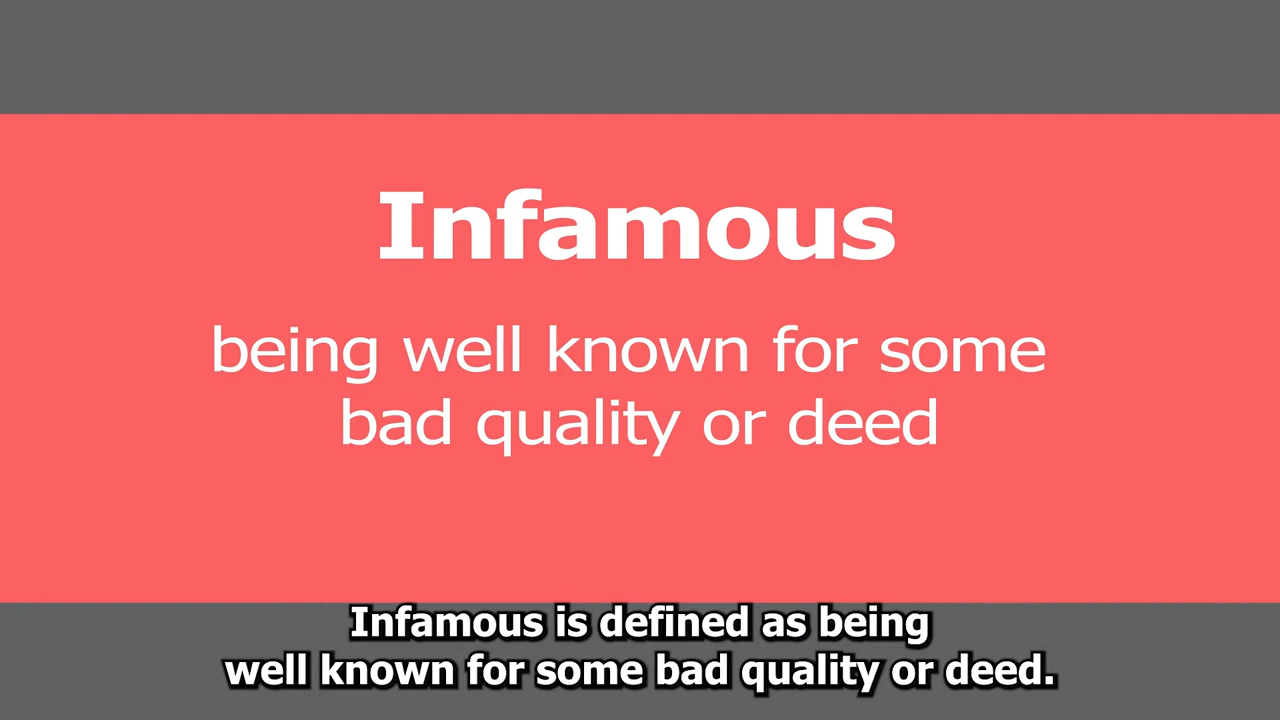 Infamous
being well known for some
bad quality or deed
Infamous is defined as being
well known for some bad quality or deed.